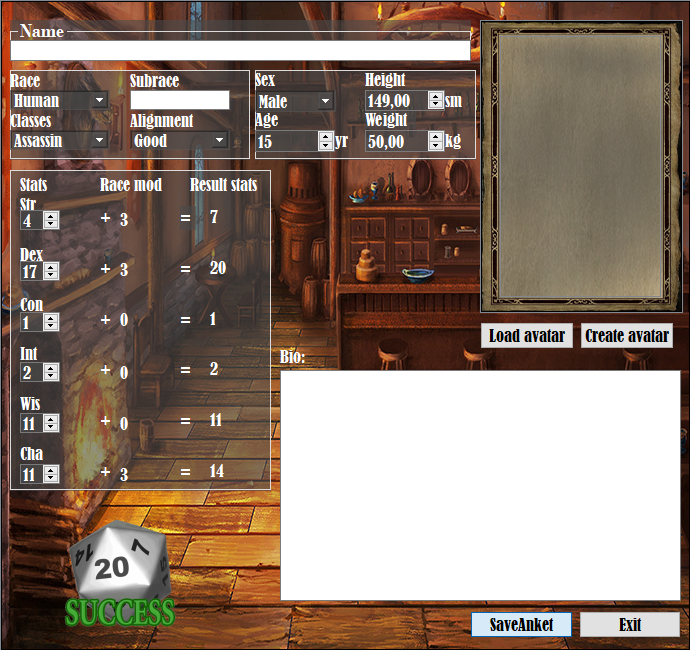 Name
Race Subrace
Human
Classes Alignment
Assassin Good
Sex Height
Male 149,00 sm
Age Weight
15 yr 50,00 kg
Stats Race mod Result stats
Str
4 + 3 = 7
Dex
17 + 3 = 20
Con
1 + 0 = 1
Int
2 + 0 = 2
Wis
11 + 0 = 11
Cha
11 + 3 = 14
Load avatar Create avatar
Bio:
14 20 7
SUCCESS
SaveAnket Exit